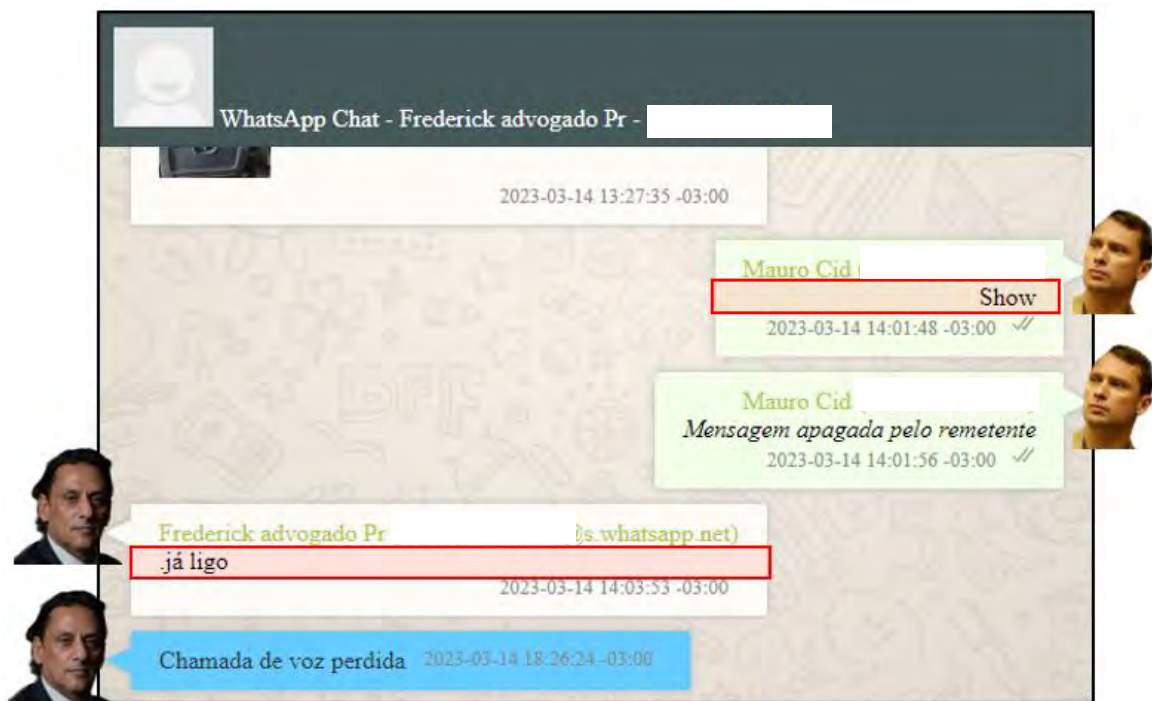 WhatsApp Chat - Frederick advogado Pr -
2023-03-14 13:27:35 -03:00
Mauro Cid (
Show
2023-03-14 14:01:48 -03:00
Mauro Cid
Mensagem apagada pelo remetente
2023-03-14 14:01:56 -03:00
Frederick advogado Pr s.whatsapp.net)
.já ligo
2023-03-14 14:03:53 -03:00
Chamada de voz perdida 2023-03-14 18:26:24 -03:00